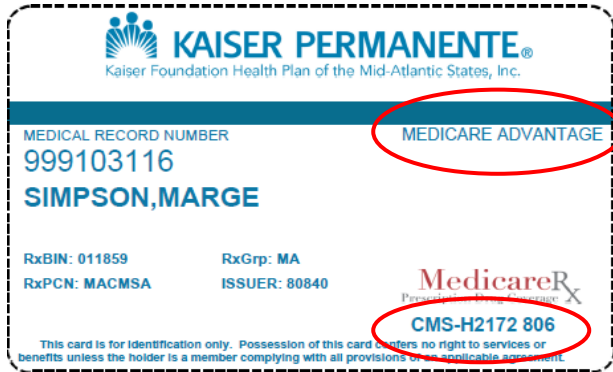 KAISER PERMANENTE®
Kaiser Foundation Health Plan of the Mid-Atlantic States, Inc.
MEDICAL RECORD NUMBER
MEDICARE ADVANTAGE
999103116
SIMPSON,MARGE
RxBIN: 011859 RxGrp: MA
RxPCN: MACMSA ISSUER: 80840
MedicareRx
Prescription Drug Coverage
CMS-H2172 806
This card is for identification only. Possession of this card confers no right to services or
benefits unless the holder is a member complying with all provisions of an applicable agreement.